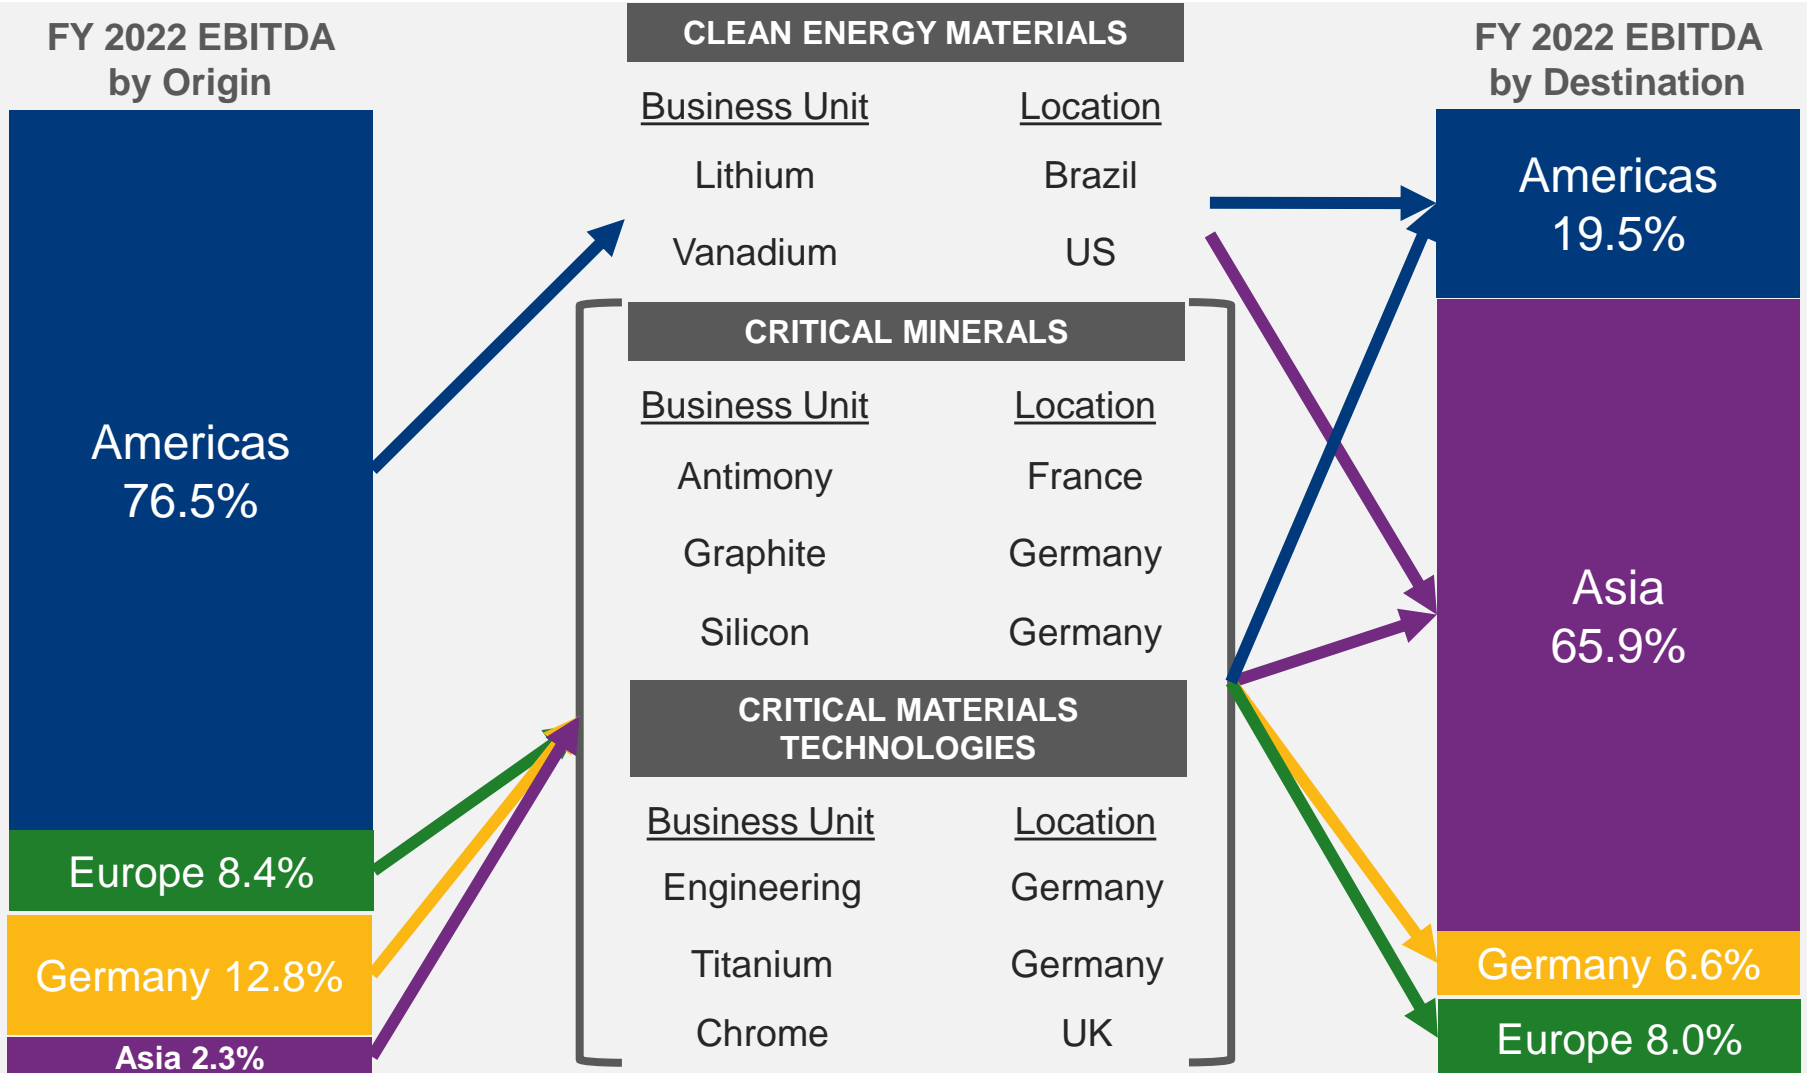 FY 2022 EBITDA
by Origin
Americas
76.5%
Europe 8.4%
Germany 12.8%
Asia 2.3%
CLEAN ENERGY MATERIALS
Business Unit Location
Lithium Brazil
Vanadium US
CRITICAL MINERALS
Business Unit Location
Antimony France
Graphite Germany
Silicon Germany
CRITICAL MATERIALS
TECHNOLOGIES
Business Unit Location
Engineering Germany
Titanium Germany
Chrome UK
FY 2022 EBITDA
by Destination
Americas
19.5%
Asia
65.9%
Germany 6.6%
Europe 8.0%